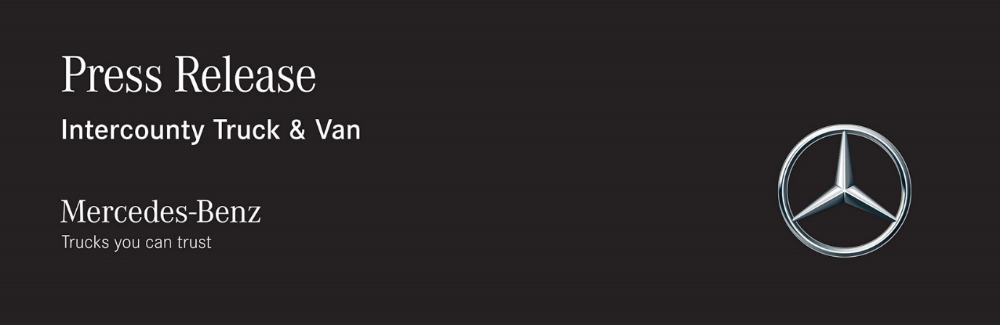 Press Release
Intercounty Truck & Van
Mercedes-Benz
Trucks you can trust